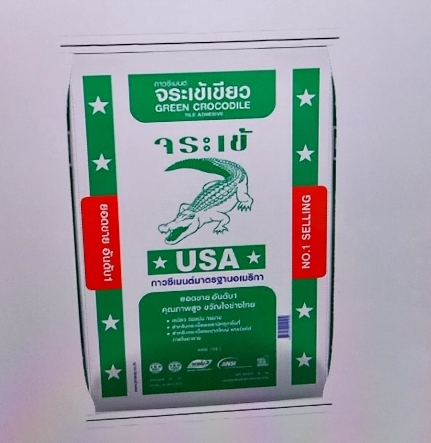 กาวซีเมนต์
จระเข้เขียว
GREEN CROCODILE
TILE ADHESIVE
จระเข้
USA
กาวซีเมนต์มาตรฐานอเมริกา
ยอดขาย อันดับ1
คุณภาพสูง ขวัญใจช่างไทย
ยอดขาย อันดับ1
NO.1 SELLING
ANSI